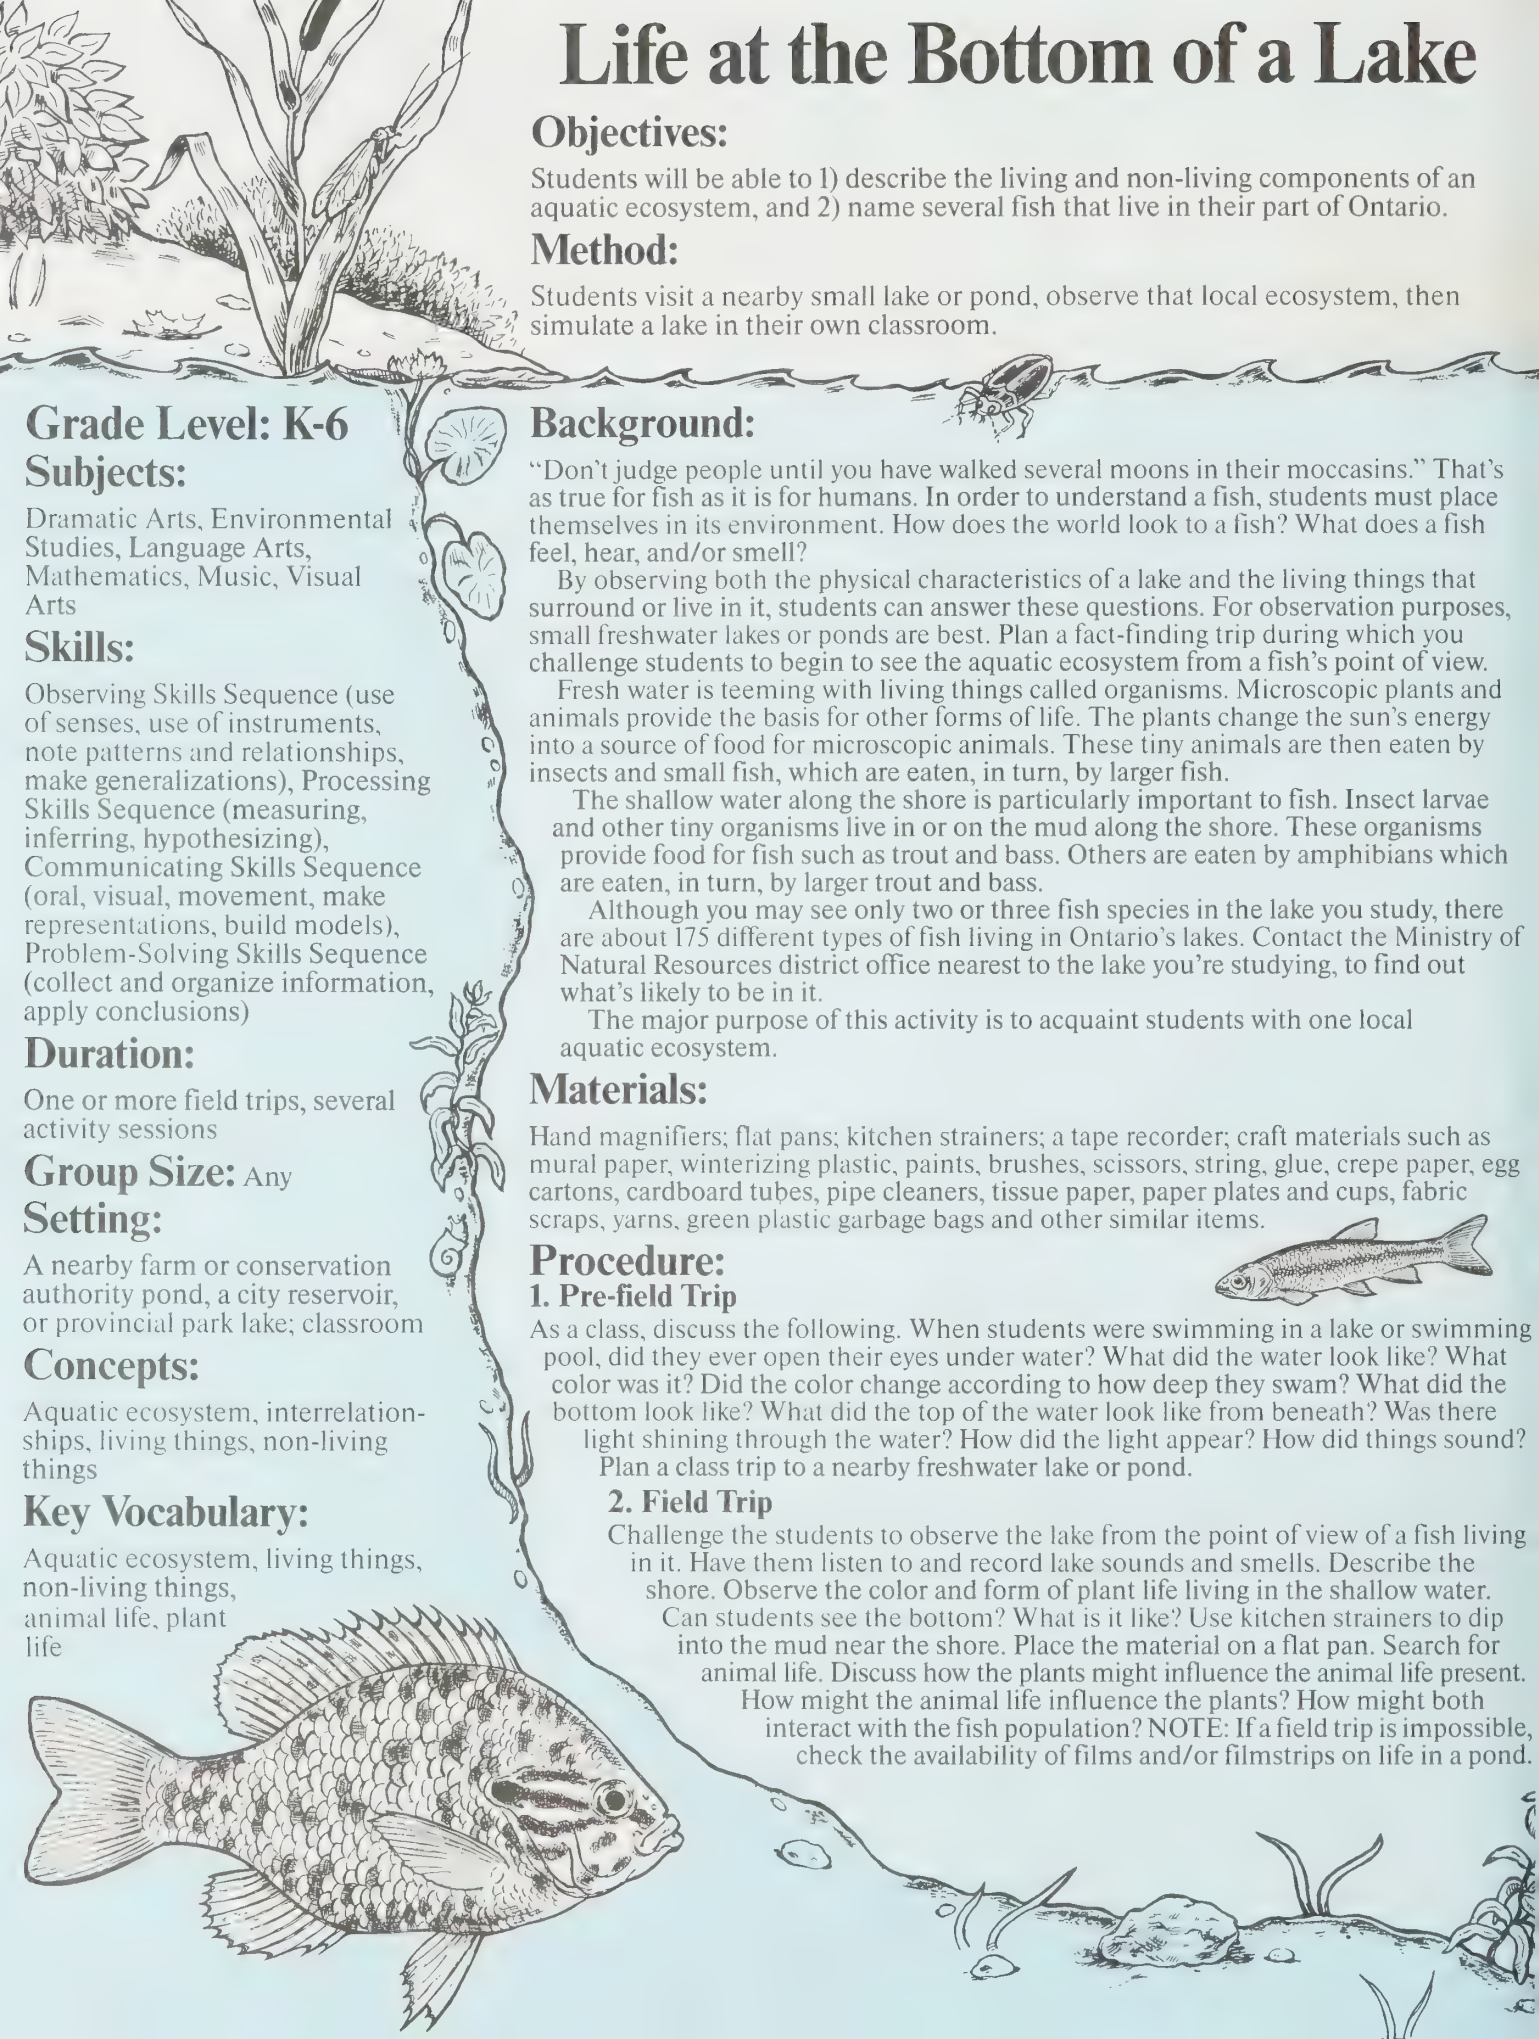 Life at the Bottom of a Lake
Objectives:
Students will be able to 1) describe the living and non-living components of an
aquatic ecosystem, and 2) name several fish that live in their part of Ontario.
Method:
Students visit a nearby small lake or pond, observe that local ecosystem, then
simulate a lake in their own classroom.
Grade Level: K-6
Subjects:
Dramatic Arts, Environmental
Studies, Language Arts,
Mathematics, Music, Visual
Arts
Skills:
Observing Skills Sequence (use
of senses, use of instruments,
note patterns and relationships,
make generalizations), Processing
Skills Sequence (measuring,
inferring, hypothesizing),
Communicating Skills Sequence
(oral, visual, movement, make
representations, build models),
Problem-Solving Skills Sequence
(collect and organize information,
apply conclusions)
Duration:
One or more field trips, several
activity sessions
Group Size: Any
Setting:
A nearby farm or conservation
authority pond, a city reservoir,
or provincial park lake; classroom
Concepts:
Aquatic ecosystem, interrelation-
ships, living things, non-living
things
Key Vocabulary:
Aquatic ecosystem, living things,
non-living things,
animal life, plant
life
Background:
“Don't judge people until you have walked several moons in their moccasins.” That's
as true for fish as it is for humans. In order to understand a fish, students must place
themselves in its environment. How does the world look to a fish? What does a fish
feel, hear, and/or smell?
By observing both the physical characteristics of a lake and the living things that
surround or live in it, students can answer these questions. For observation purposes,
small freshwater lakes or ponds are best. Plan a fact-finding trip during which you
challenge students to begin to see the aquatic ecosystem from a fish's point of view.
Fresh water is teeming with living things called organisms. Microscopic plants and
animals provide the basis for other forms of life. The plants change the sun's energy
into a source of food for microscopic animals. These tiny animals are then eaten by
insects and small fish, which are eaten, in turn, by larger fish.
The shallow water along the shore is particularly important to fish. Insect larvae
and other tiny organisms live in or on the mud along the shore. These organisms
provide food for fish such as trout and bass. Others are eaten by amphibians which
are eaten, in turn, by larger trout and bass.
Although you may see only two or three fish species in the lake you study, there
are about 175 different types of fish living in Ontario's lakes. Contact the Ministry of
Natural Resources district office nearest to the lake you're studying, to find out
what's likely to be in it.
The major purpose of this activity is to acquaint students with one local
aquatic ecosystem.
Materials:
Hand magnifiers; flat pans; kitchen strainers; a tape recorder; craft materials such as
mural paper, winterizing plastic, paints, brushes, scissors, string, glue, crepe paper, egg
cartons, cardboard tubes, pipe cleaners, tissue paper, paper plates and cups, fabric
scraps, yarns, green plastic garbage bags and other similar items.
Procedure:
1. Pre-field Trip
As a class, discuss the following. When students were swimming in a lake or swimming
pool, did they ever open their eyes under water? What did the water look like? What
color was it? Did the color change according to how deep they swam? What did the
bottom look like? What did the top of the water look like from beneath? Was there
light shining through the water? How did the light appear? How did things sound?
Plan a class trip to a nearby freshwater lake or pond.
2. Field Trip
Challenge the students to observe the lake from the point of view of a fish living
in it. Have them listen to and record lake sounds and smells. Describe the
shore. Observe the color and form of plant life living in the shallow water.
Can students see the bottom? What is it like? Use kitchen strainers to dip
into the mud near the shore. Place the material on a flat pan. Search for
animal life. Discuss how the plants might influence the animal life present.
How might the animal life influence the plants? How might both
interact with the fish population? NOTE: If a field trip is impossible,
check the availability of films and/or filmstrips on life in a pond.